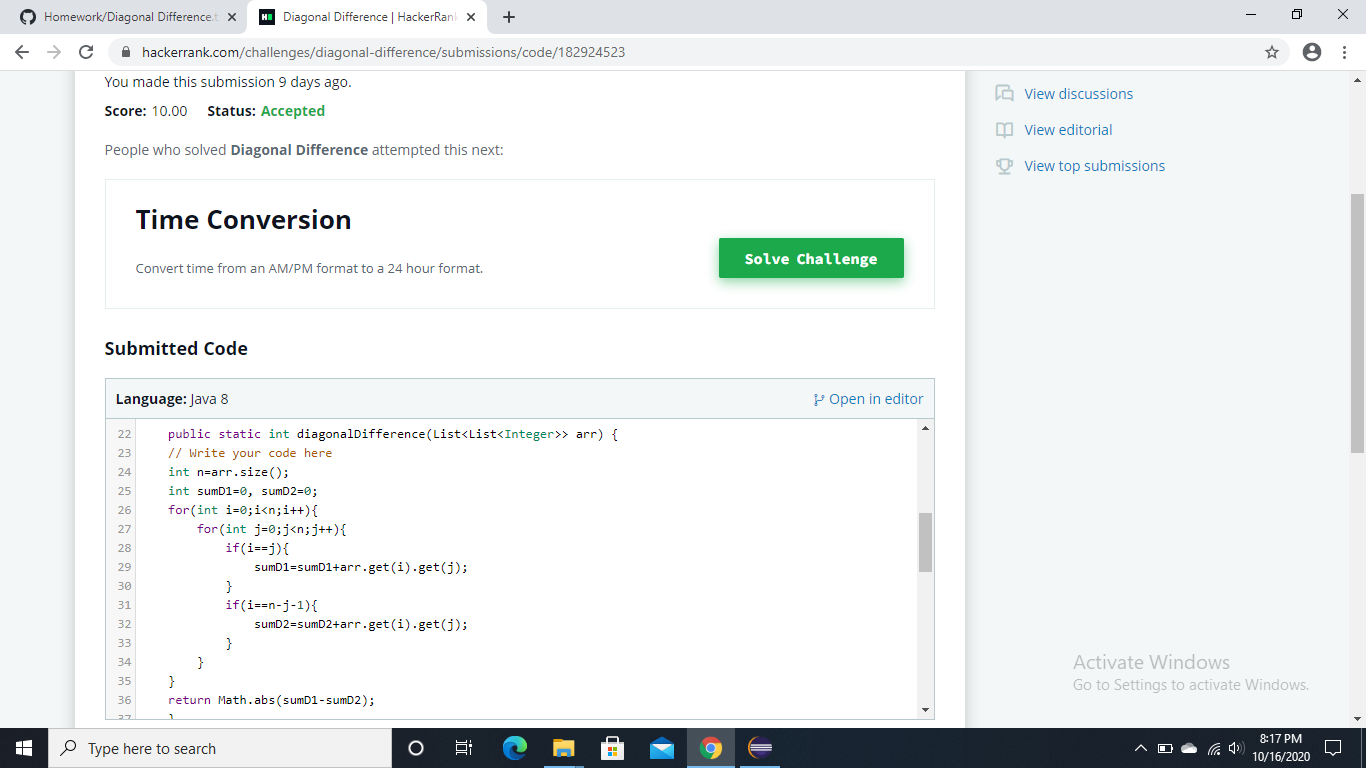 Homework/Diagonal Difference.t
Diagonal Difference | HackerRank
hackerrank.com/challenges/diagonal-difference/submissions/code/182924523
You made this submission 9 days ago.
Score: 10.00 Status: Accepted
People who solved Diagonal Difference attempted this next:
Time Conversion
Convert time from an AM/PM format to a 24 hour format.
Solve Challenge
View discussions
View editorial
View top submissions
Submitted Code
Language: Java 8
Open in editor
22 public static int diagonalDifference(List<List<Integer>> arr) {
23 // Write your code here
24 int n=arr.size();
25 int sumD1=0, sumD2=0;
26 for(int i=0;i<n;i++){
27 for(int j=0;j<n;j++){
28 if(i==j){
29 sumD1=sumD1+arr.get(i).get(j);
30 }
31 if(i==n-j-1){
32 sumD2=sumD2+arr.get(i).get(j);
33 }
34 }
35 }
36 return Math.abs(sumD1-sumD2);
37 }
Activate Windows
Go to Settings to activate Windows.
Type here to search
8:17 PM
10/16/2020